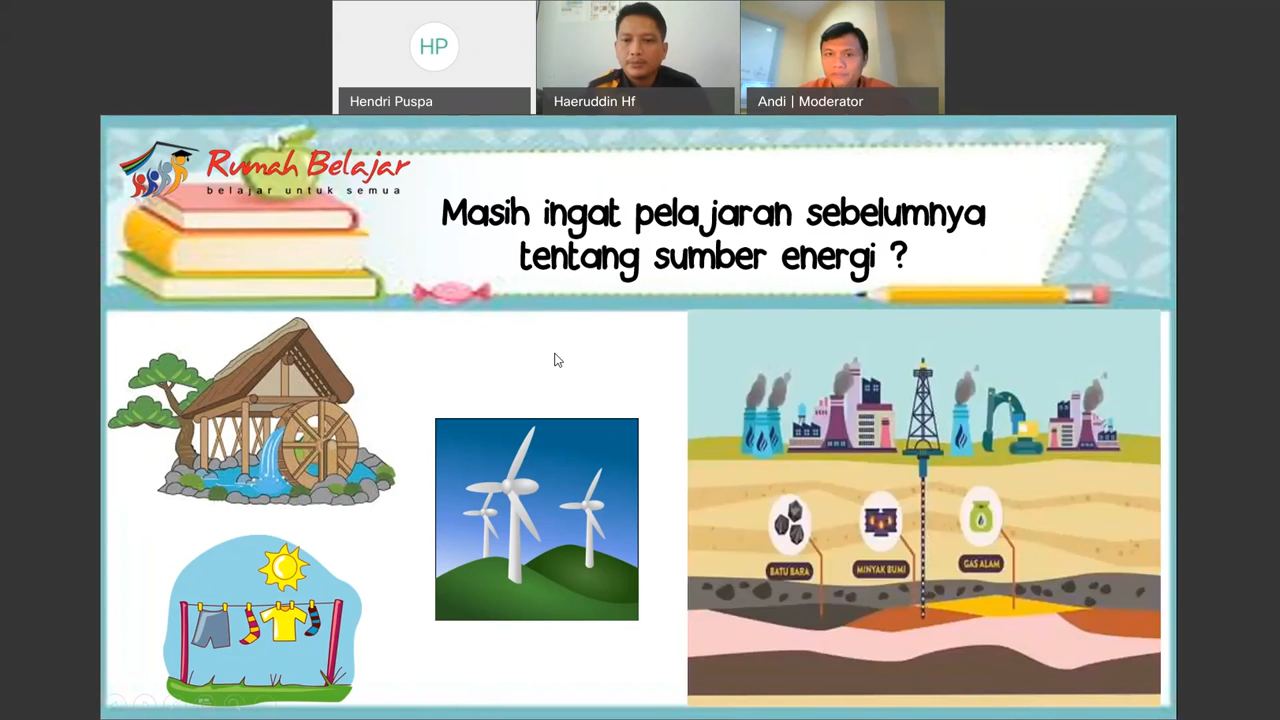 HP
Hendri Puspa
Haeruddin Hf
Andi | Moderator
Rumah Belajar
belajar untuk semua
Masih ingat pelajaran sebelumnya
tentang sumber energi ?
BATU BARA
MINYAK BUMI
GAS ALAM